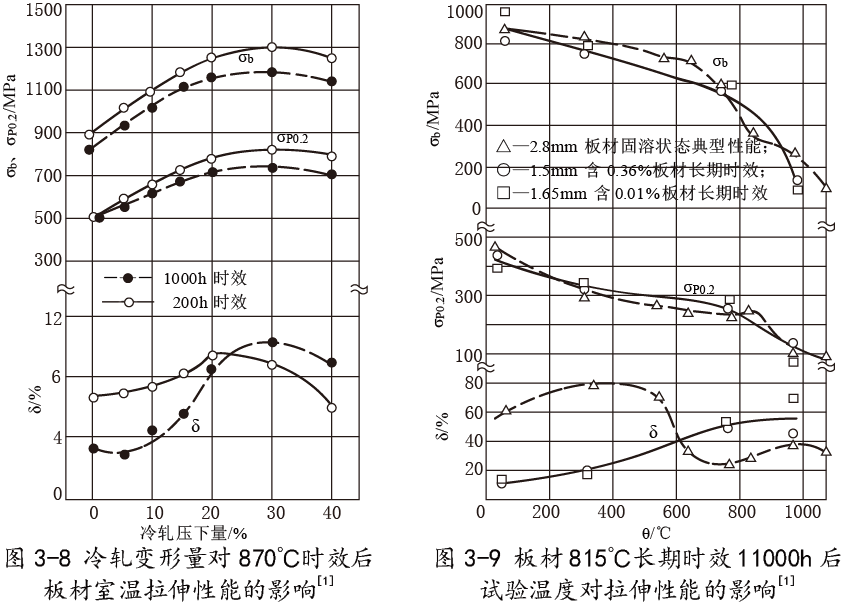 1300
1100
900
700
500
300
12
6
4
0
σb、σP0.2/MPa
δ/%
σb
σP0.2
1000h 时效
200h 时效
δ
0 10 20 30 40
冷轧压下量/%
图 3-8 冷轧变形量对 870℃时效后
板材室温拉伸性能的影响[1]
1000
800
600
400
200
0
500
300
100
80
60
40
20
σb/MPa
σP0.2/MPa
δ/%
σb
△—2.8mm 板材固溶状态典型性能；
○—1.5mm 含 0.36%板材长期时效；
□—1.65mm 含 0.01%板材长期时效
σP0.2
δ
0 200 400 600 800 1000
θ/℃
图 3-9 板材 815℃长期时效 11000h 后
试验温度对拉伸性能的影响[1]